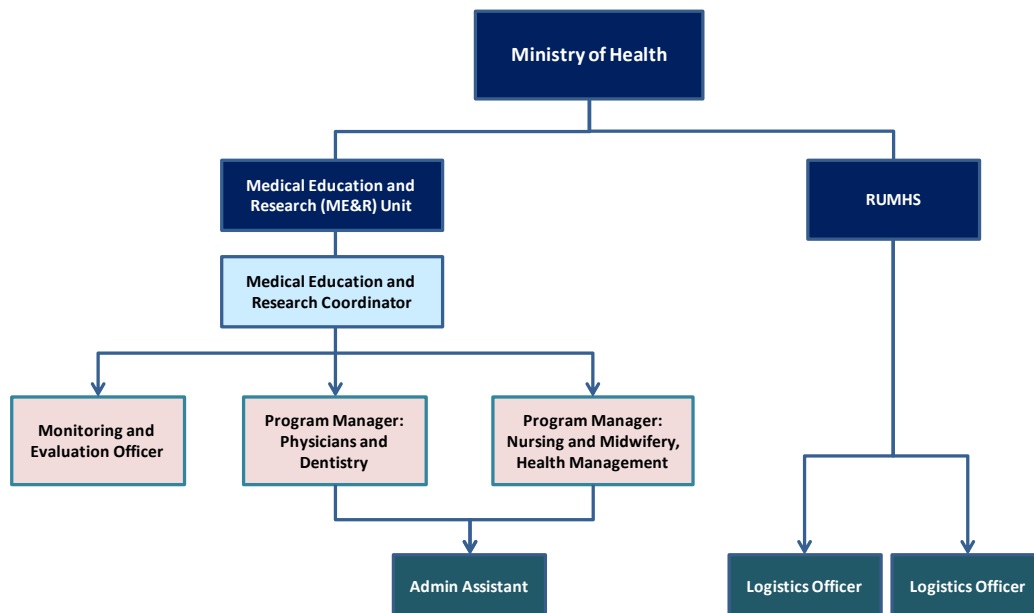 Ministry of Health
Medical Education and
Research (ME&R) Unit
RUMHS
Medical Education and
Research Coordinator
Monitoring and
Evaluation Officer
Program Manager:
Physicians and
Dentistry
Program Manager:
Nursing and Midwifery,
Health Management
Admin Assistant
Logistics Officer
Logistics Officer